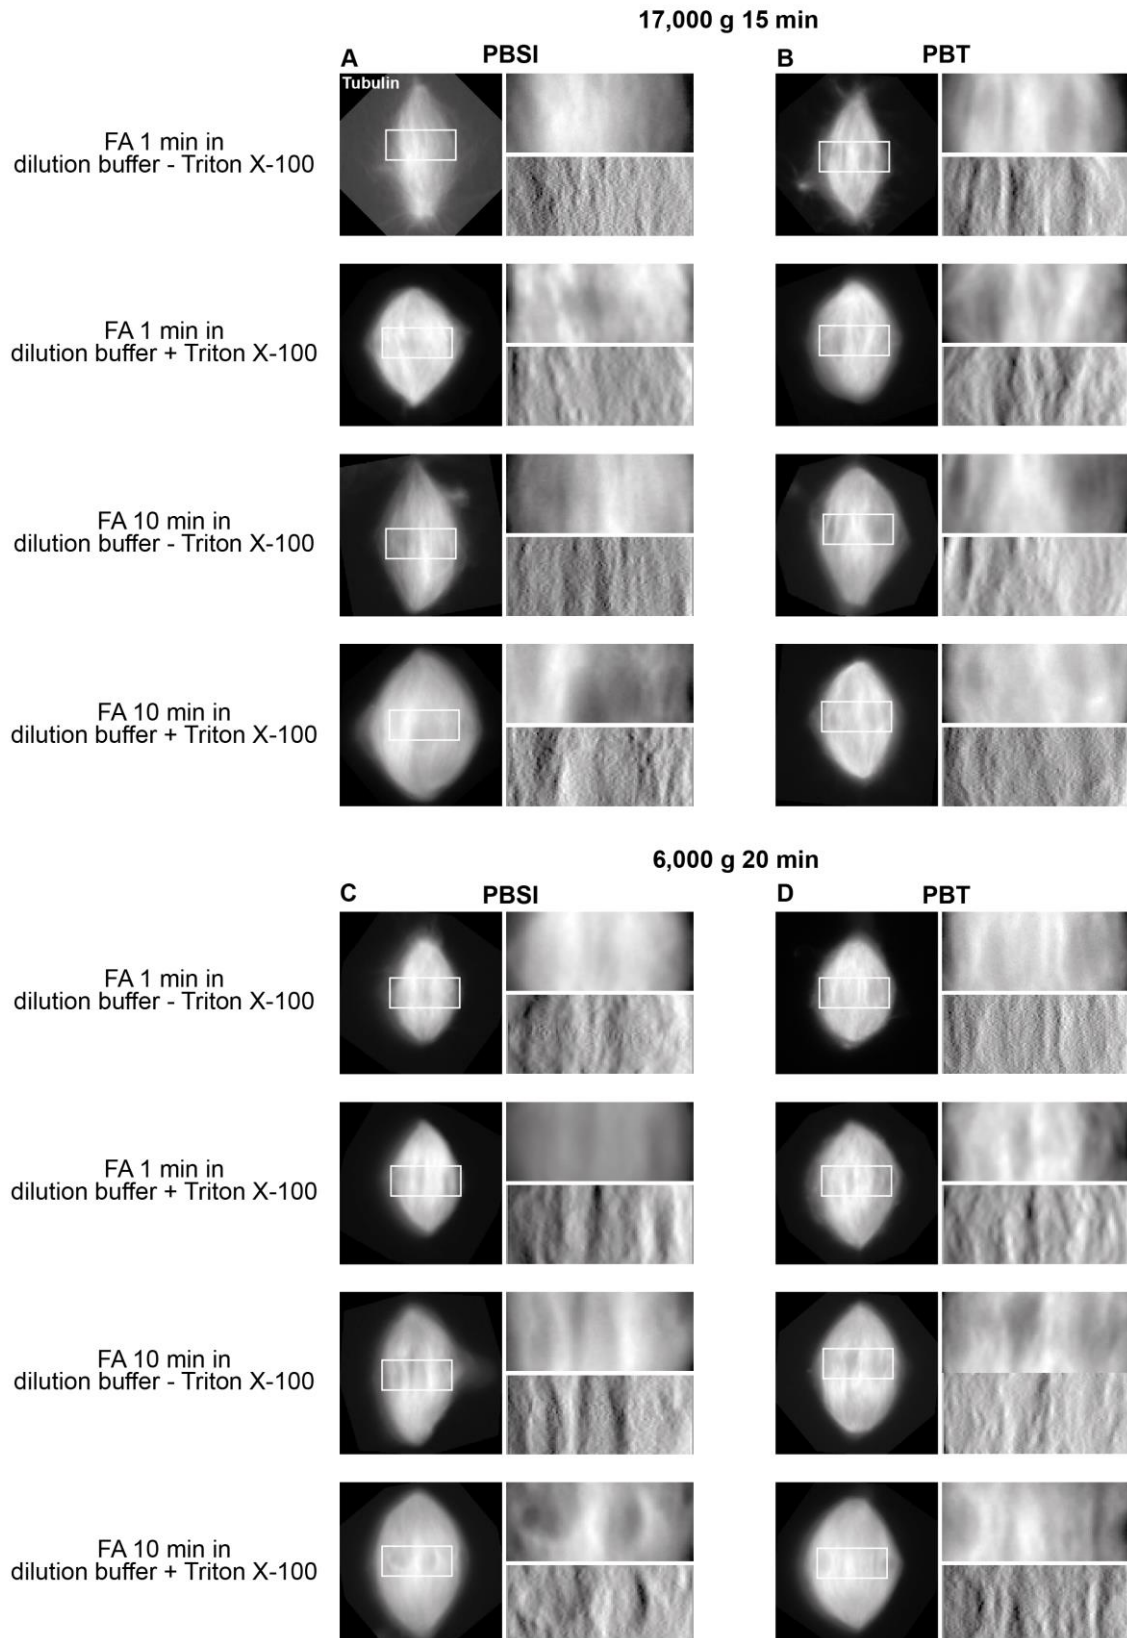 17,000 g 15 min
A
PBSI
B
PBT
Tubulin
FA 1 min in
dilution buffer - Triton X-100
FA 1 min in
dilution buffer + Triton X-100
FA 10 min in
dilution buffer - Triton X-100
FA 10 min in
dilution buffer + Triton X-100
6,000 g 20 min
C
PBSI
D
PBT
FA 1 min in
dilution buffer - Triton X-100
FA 1 min in
dilution buffer + Triton X-100
FA 10 min in
dilution buffer - Triton X-100
FA 10 min in
dilution buffer + Triton X-100